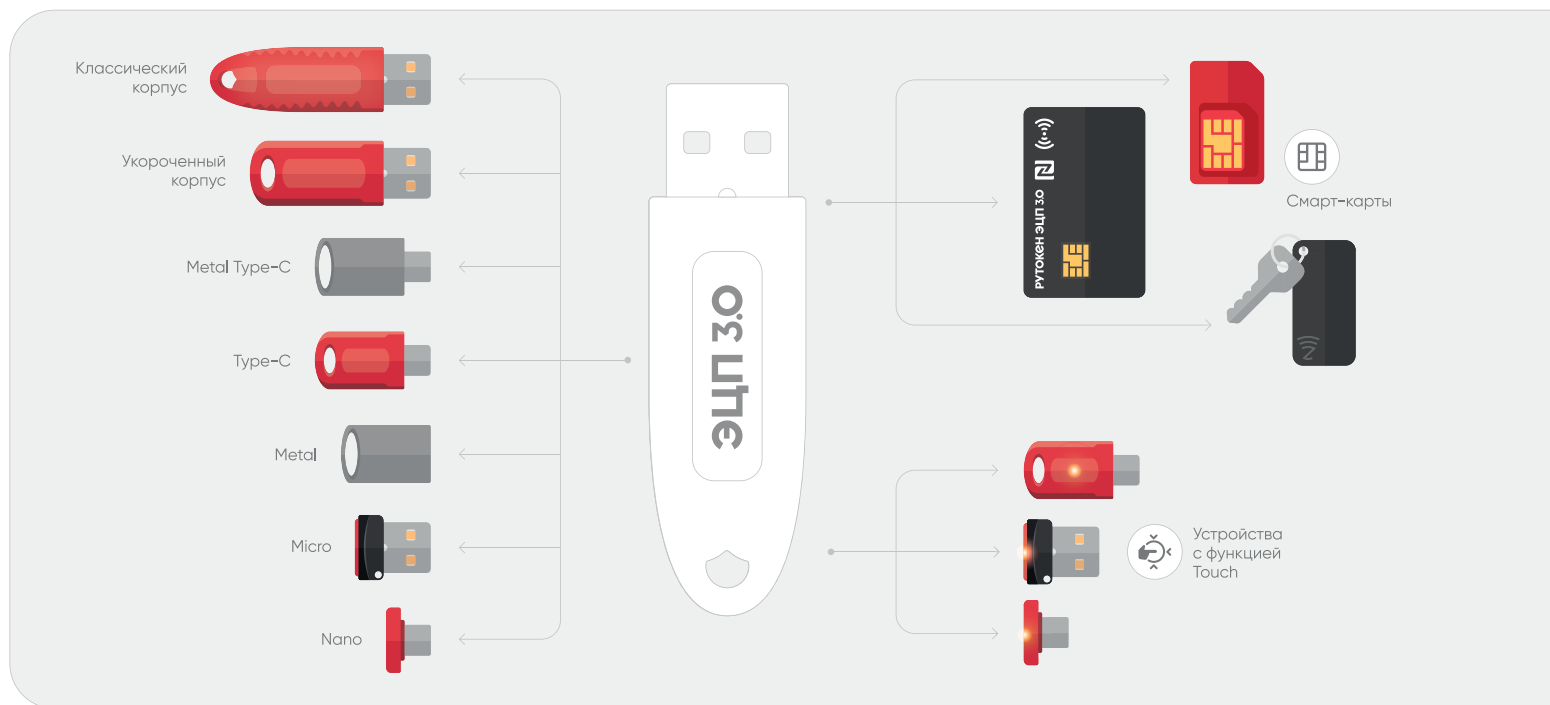 Классический
корпус
Укороченный
корпус
Metal Type-C
Type-C
Metal
Micro
Nano
ЭЦП 3.0
РУТОКЕН ЭЦП 3.0
Смарт-карты
Устройства
с функцией
Touch